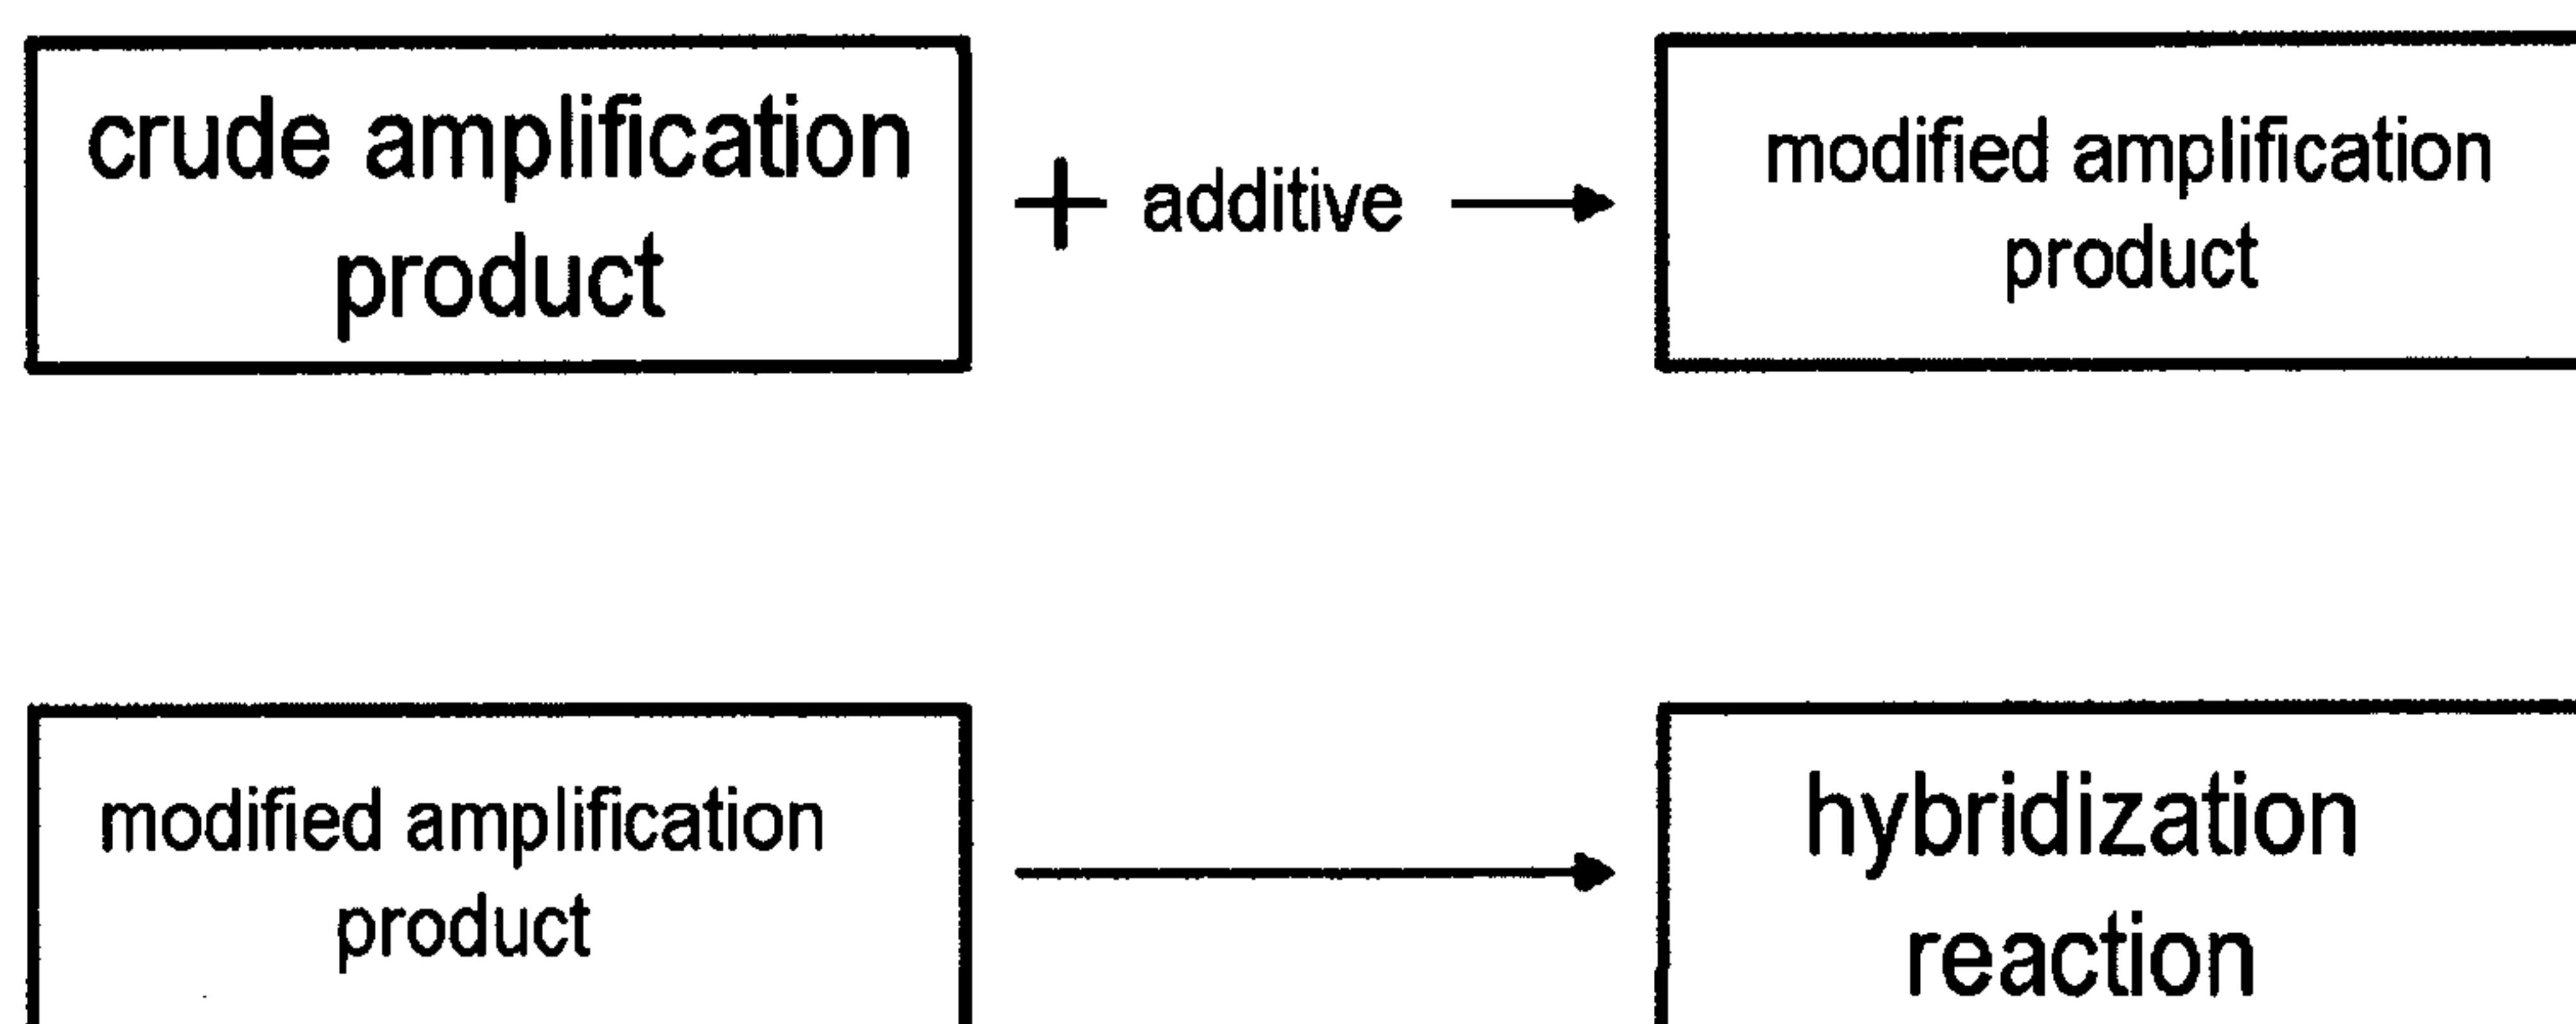 crude amplification
product
+ additive
modified amplification
product
modified amplification
product
hybridization
reaction